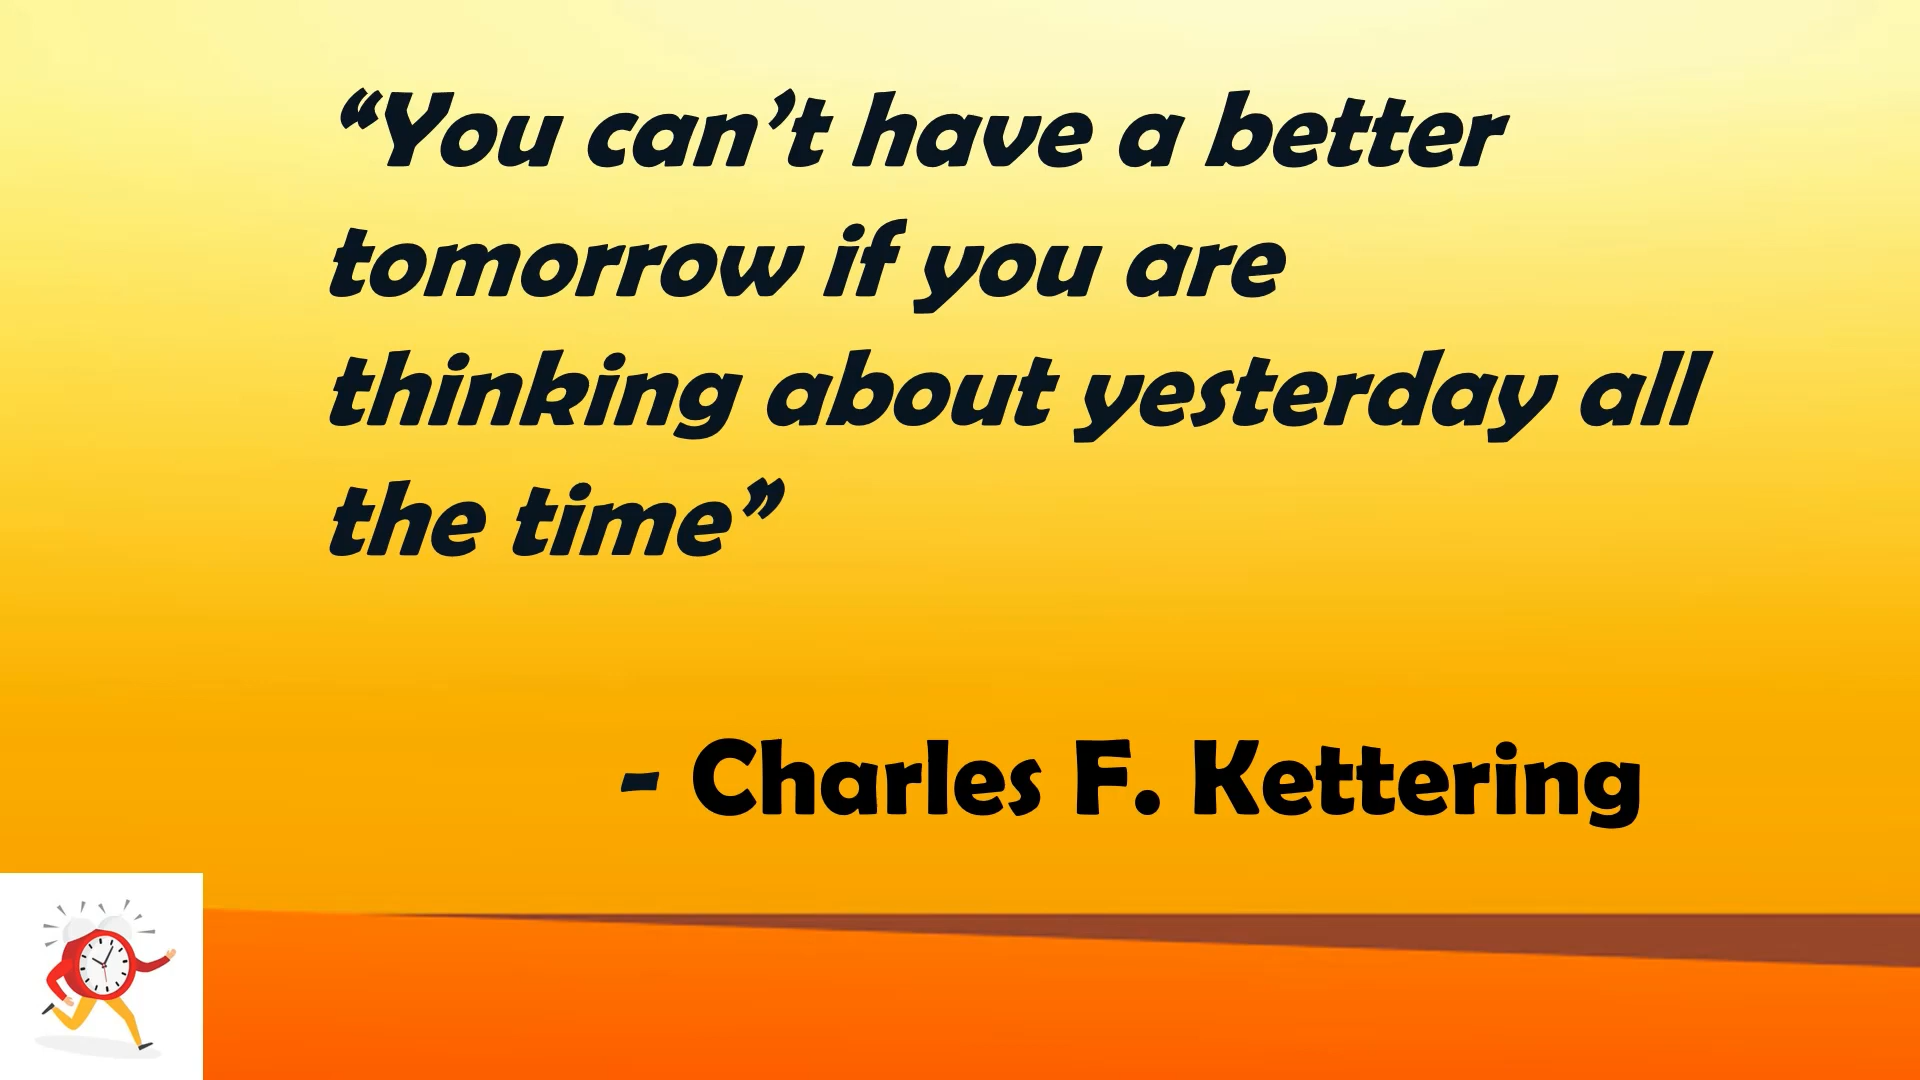 “You can’t have a better
tomorrow if you are
thinking about yesterday all
the time”
- Charles F. Kettering